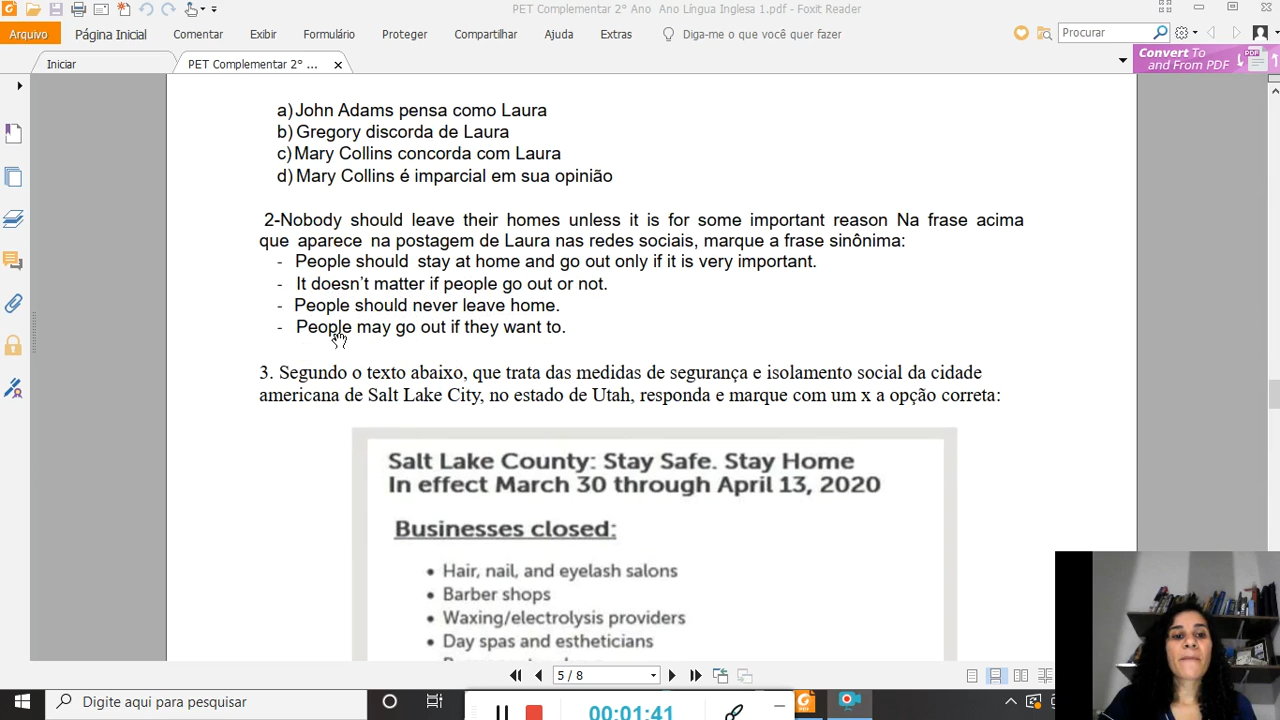 PET Complementar 2° Ano Ano Língua Inglesa 1.pdf - Foxit Reader
Arquivo Página Inicial Comentar Exibir Formulário Proteger Compartilhar Ajuda Extras Diga-me o que você quer fazer Procurar
Iniciar PET Complementar 2° ... Convert To and From PDF
a)John Adams pensa como Laura
b) Gregory discorda de Laura
c) Mary Collins concorda com Laura
d) Mary Collins é imparcial em sua opinião
2-Nobody should leave their homes unless it is for some important reason Na frase acima
que aparece na postagem de Laura nas redes sociais, marque a frase sinônima:
- People should stay at home and go out only if it is very important.
- It doesn't matter if people go out or not.
- People should never leave home.
- People may go out if they want to.
3. Segundo o texto abaixo, que trata das medidas de segurança e isolamento social da cidade
americana de Salt Lake City, no estado de Utah, responda e marque com um x a opção correta:
Salt Lake County: Stay Safe. Stay Home
In effect March 30 through April 13, 2020
Businesses closed:
• Hair, nail, and eyelash salons
• Barber shops
• Waxing/electrolysis providers
• Day spas and estheticians
5 / 8
Digite aqui para pesquisar
00:01:41